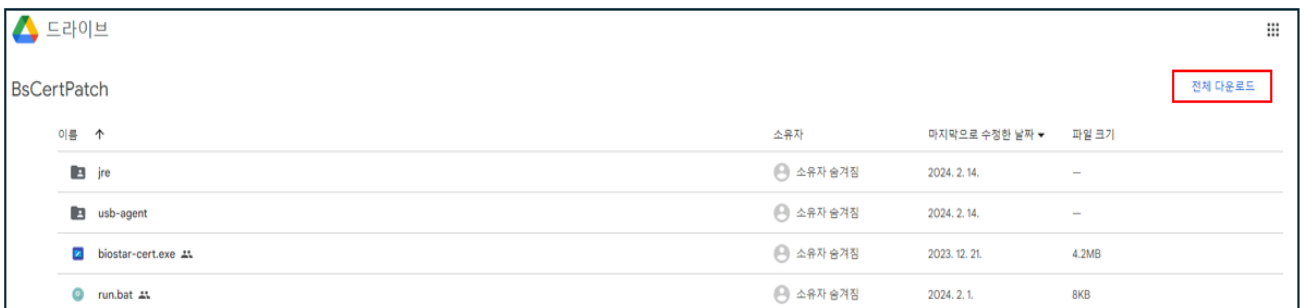 드라이브
BsCertPatch
전체 다운로드
이름 ↑ 소유자 마지막으로 수정한 날짜 ▼ 파일 크기
jre 소유자 숨겨짐 2024. 2. 14. –
usb-agent 소유자 숨겨짐 2024. 2. 14. –
biostar-cert.exe 소유자 숨겨짐 2023. 12. 21. 4.2MB
run.bat 소유자 숨겨짐 2024. 2. 1. 8KB